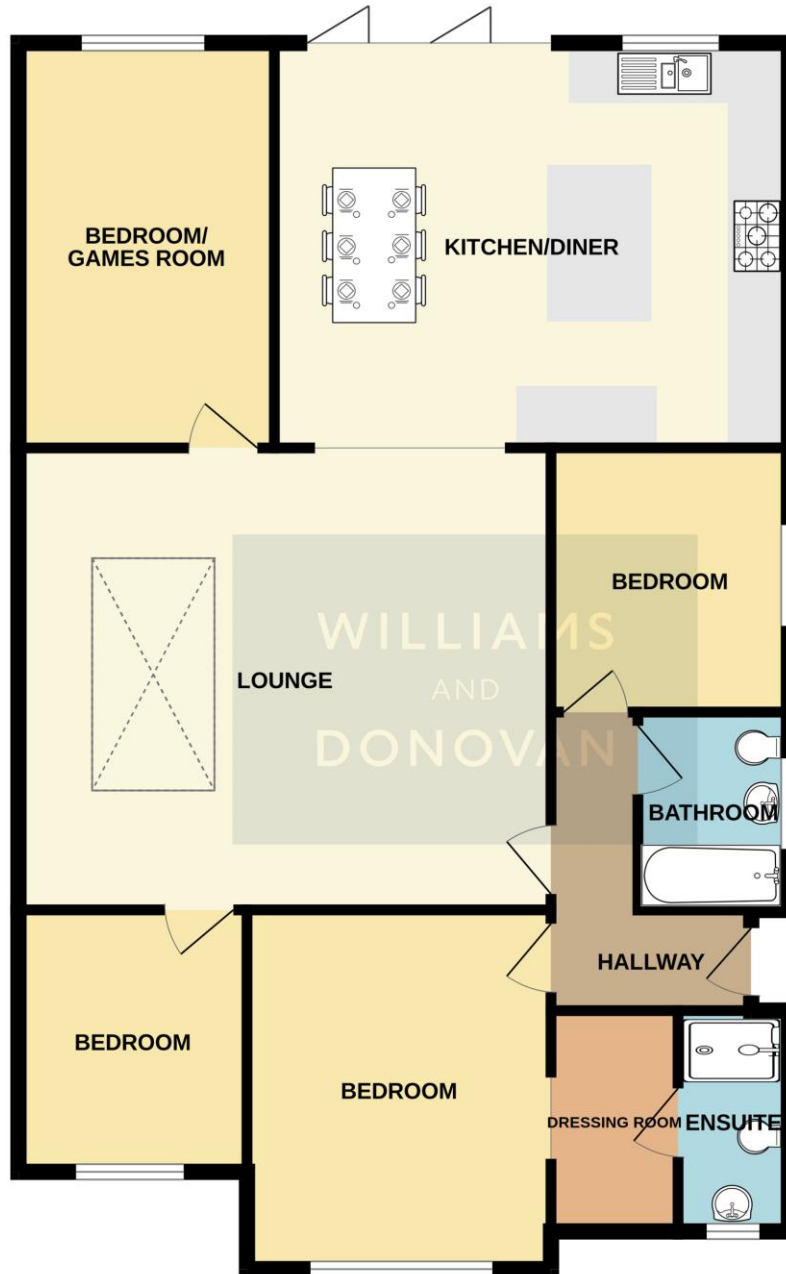 BEDROOM/
GAMES ROOM
KITCHEN/DINER
BEDROOM
WILLIAMS
LOUNGE
AND
DONOVAN
BATHROOM
HALLWAY
BEDROOM
BEDROOM
DRESSING ROOM
ENSUITE